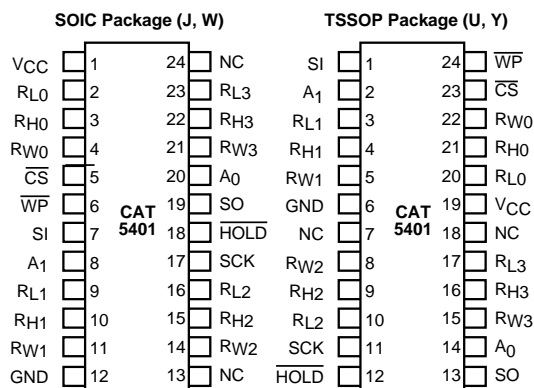 SOIC Package (J, W)
VCC 1 24 NC
RL0 2 23 RL3
RH0 3 22 RH3
RW0 4 21 RW3
CS 5 20 A0
WP 6 19 SO
SI 7 18 HOLD
A1 8 17 SCK
RL1 9 16 RL2
RH1 10 15 RH2
RW1 11 14 RW2
GND 12 13 NC
CAT
5401
TSSOP Package (U, Y)
SI 1 24 WP
A1 2 23 CS
RL1 3 22 RW0
RH1 4 21 RH0
RW1 5 20 RL0
GND 6 19 VCC
NC 7 18 NC
RW2 8 17 RL3
RH2 9 16 RH3
RL2 10 15 RW3
SCK 11 14 A0
HOLD 12 13 SO
CAT
5401